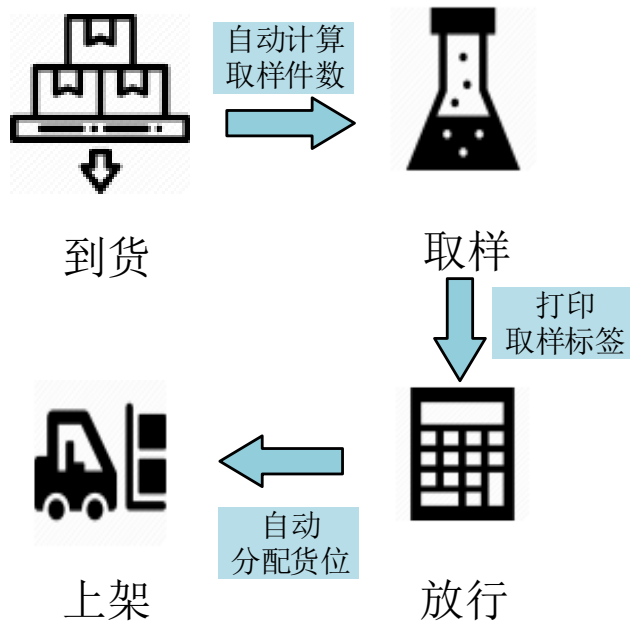 自动计算
取样件数
到货
取样
打印
取样标签
自动
分配货位
上架
放行